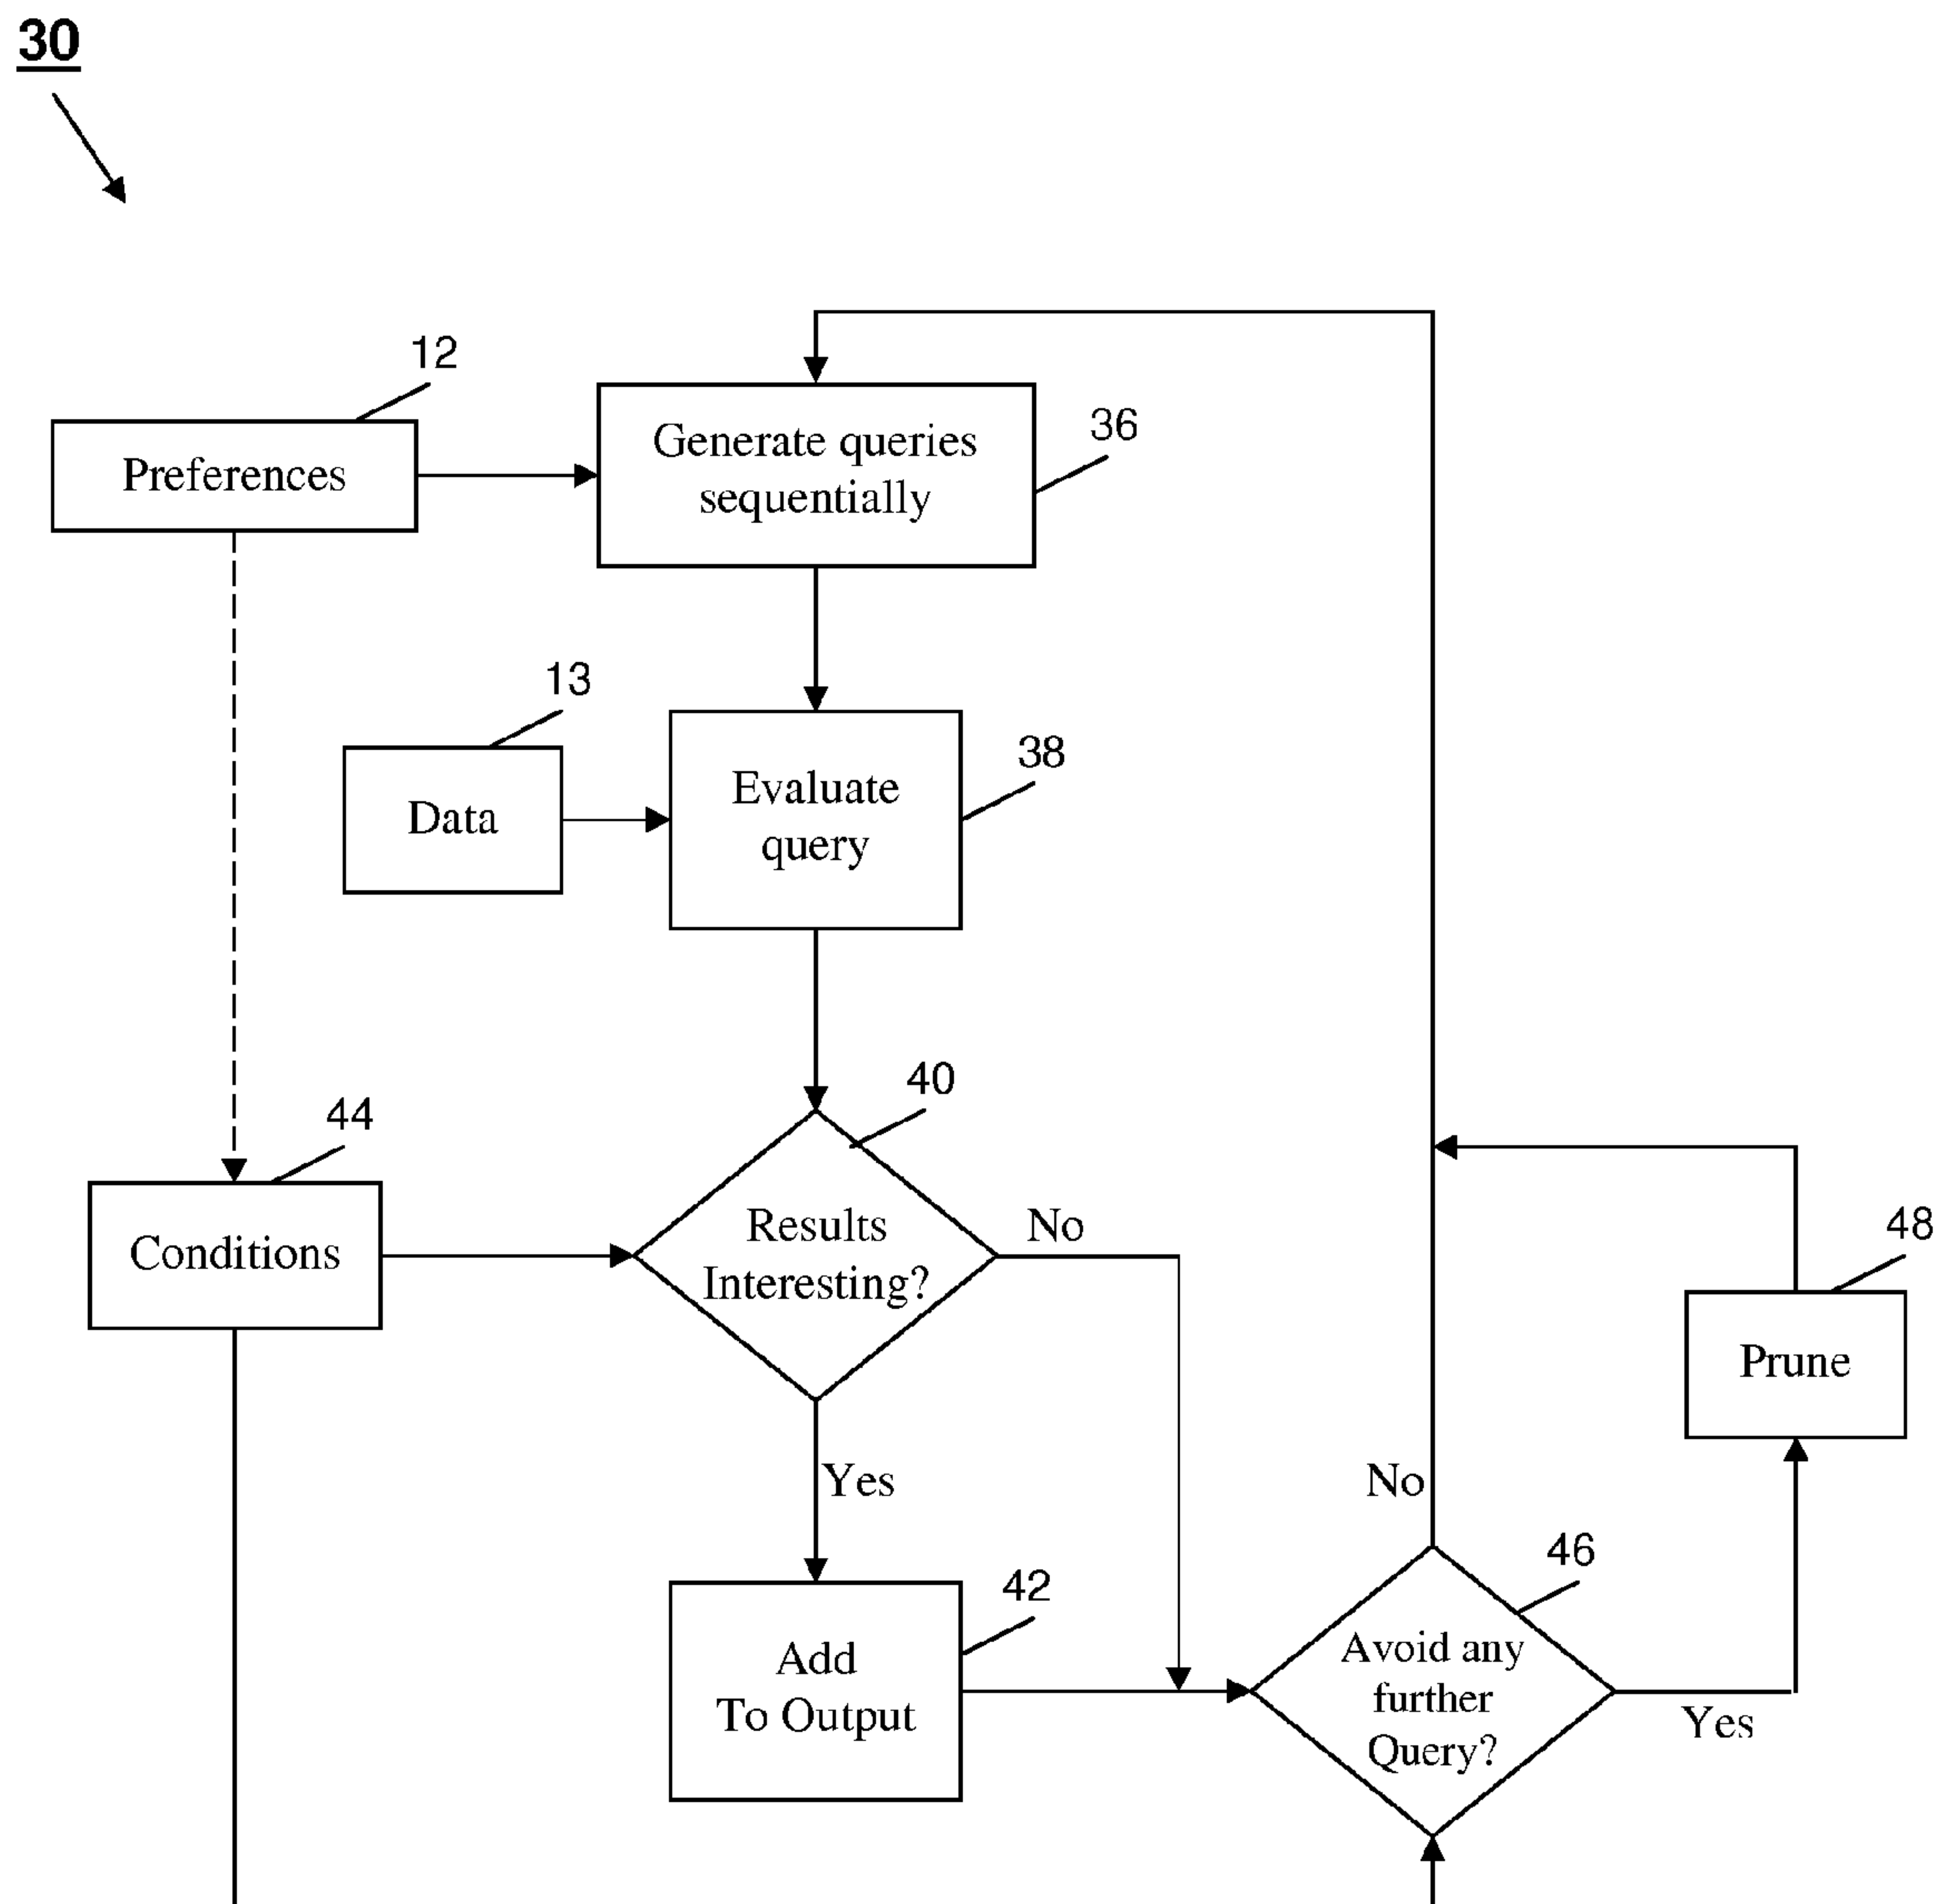 30
12
Preferences
Generate queries
sequentially
36
13
Data
Evaluate
query
38
40
44
Conditions
Results
Interesting?
No
48
Prune
Yes
No
46
42
Add
To Output
Avoid any
further
Query?
Yes